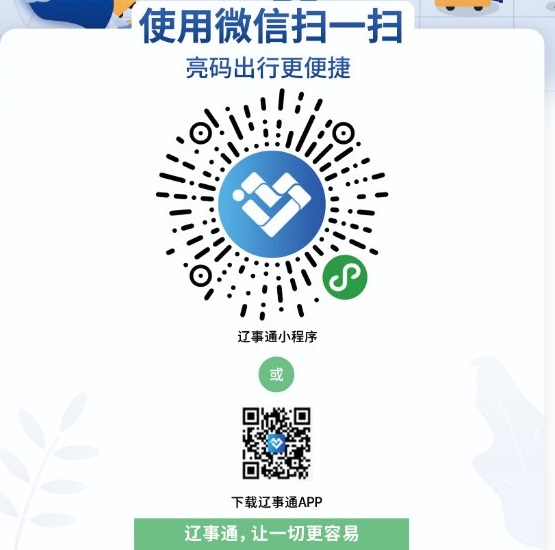 使用微信扫一扫
亮码出行更便捷
辽事通小程序
或
下载辽事通APP
辽事通，让一切更容易